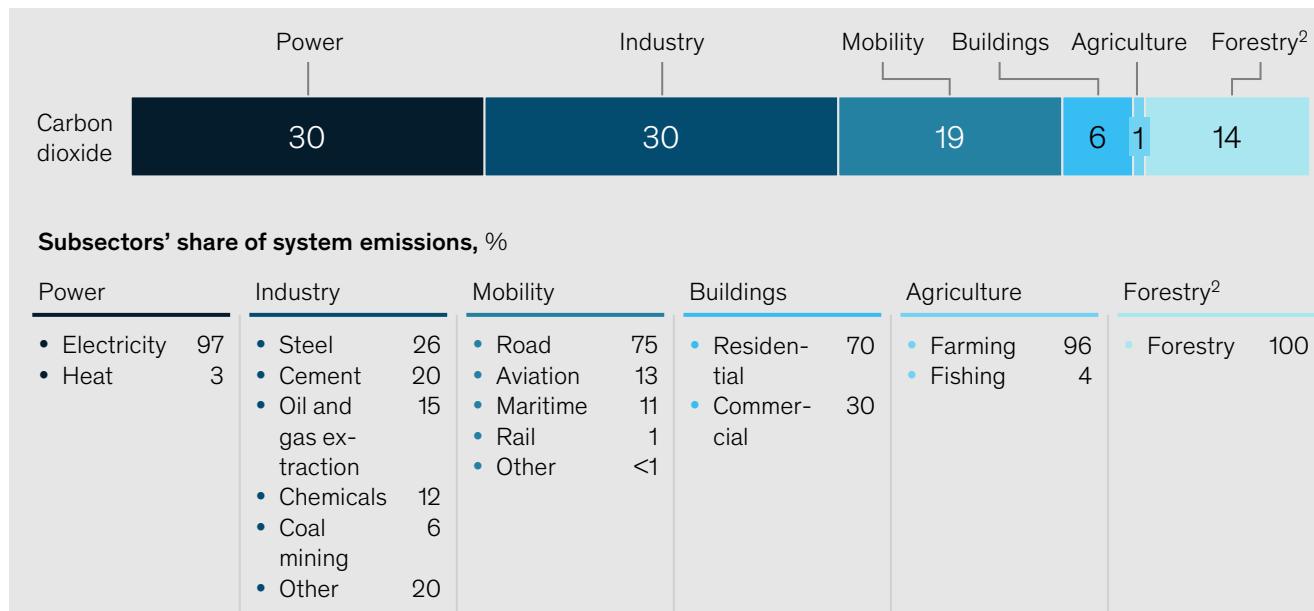 Power Industry Mobility Buildings Agriculture Forestry2
Carbon
dioxide
30 30 19 6 1 14
Subsectors’ share of system emissions, %
Power
• Electricity 97
• Heat 3
Industry
• Steel 26
• Cement 20
• Oil and 15
gas ex-
traction
• Chemicals 12
• Coal 6
mining
• Other 20
Mobility
• Road 75
• Aviation 13
• Maritime 11
• Rail 1
• Other <1
Buildings
• Residen- 70
tial
• Commer- 30
cial
Agriculture
• Farming 96
• Fishing 4
Forestry2
• Forestry 100